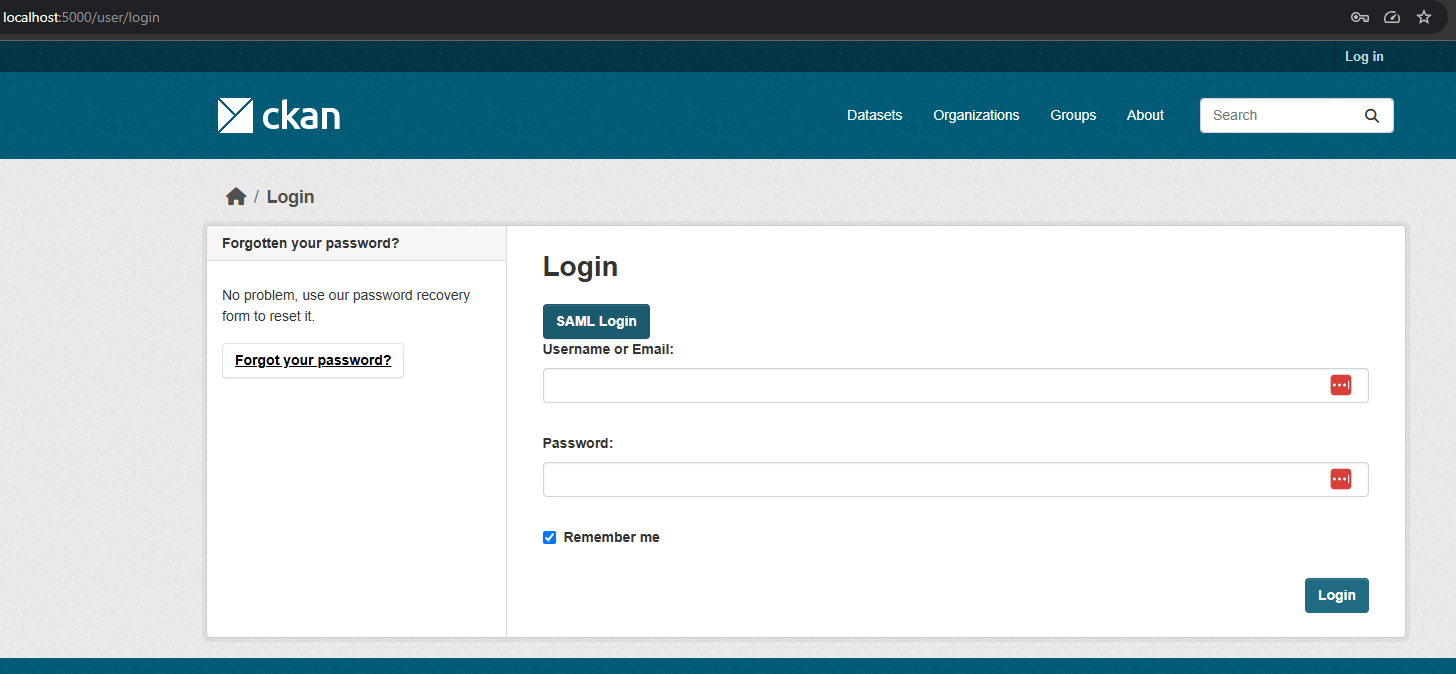 localhost:5000/user/login
Log in
ckan
Datasets Organizations Groups About Search
/ Login
Forgotten your password?
No problem, use our password recovery
form to reset it.
Forgot your password?
Login
SAML Login
Username or Email:
Password:
Remember me
Login